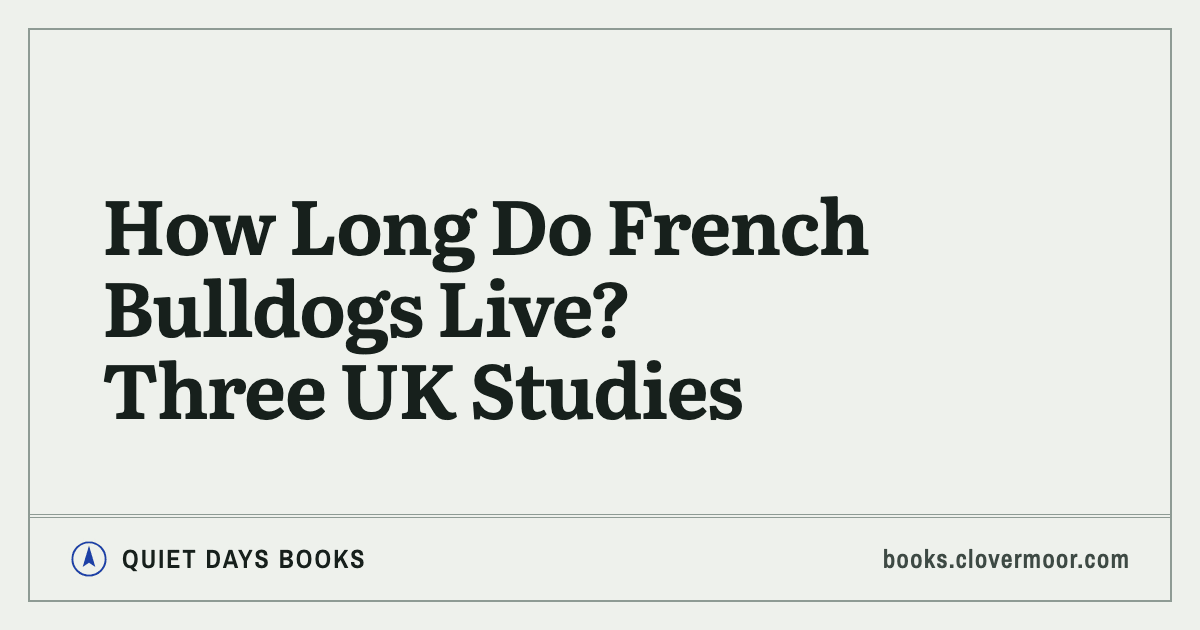 How Long Do French
Bulldogs Live?
Three UK Studies
QUIET DAYS BOOKS
books.clovermoor.com